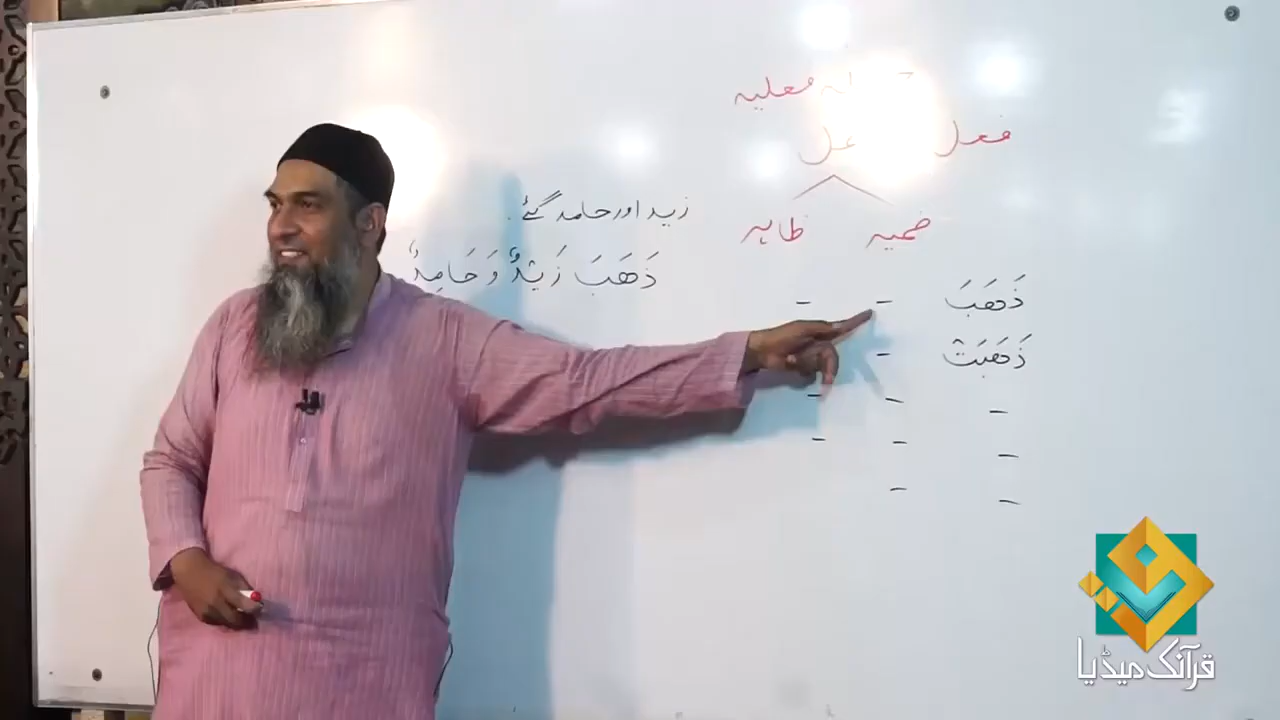 فعلیہ
فعل
ضمیر ظاہر
زید اور حامد گئے۔
ذَهَبَ زَيْدٌ وَ حَامِدٌ
ذَهَبَ - -
ذَهَبَتْ -
- - -
- - -
- -
قرآنک میڈیا